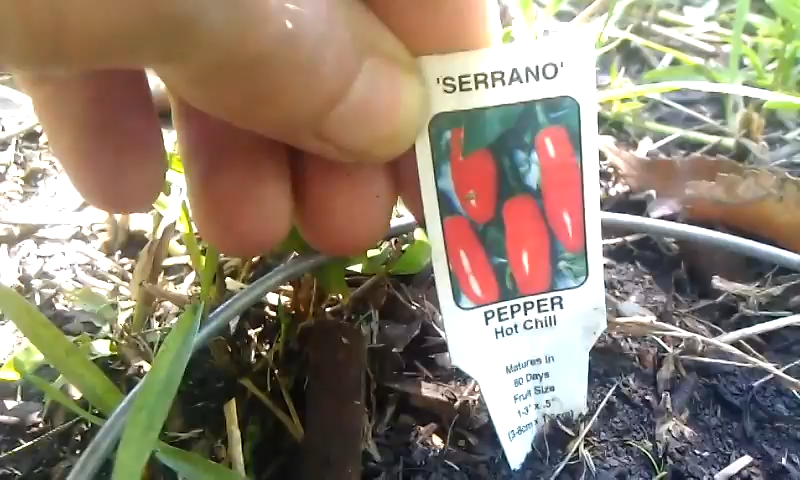 'SERRANO'
PEPPER
Hot Chili
Matures in
80 Days
Fruit Size
1-3" x .5"